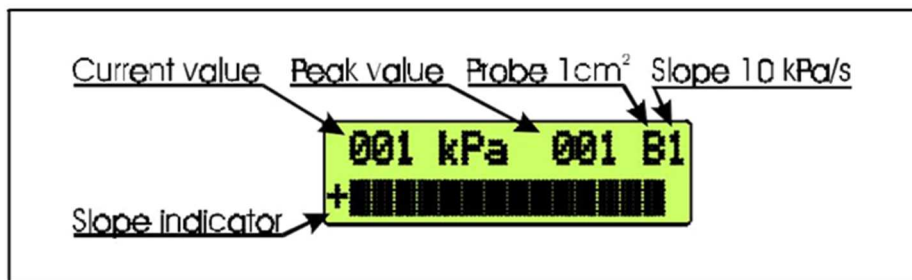 Current value Peak value Probe 1cm² Slope 10 kPa/s
001 kPa 001 B1
+
Slope indicator